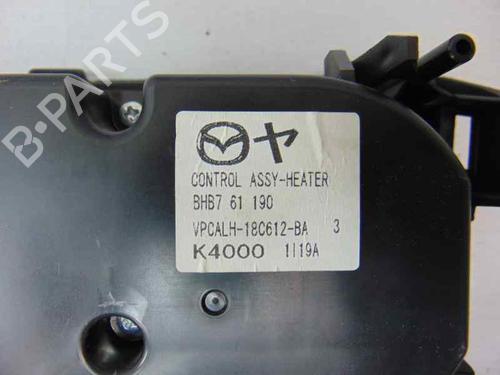 ヤ
CONTROL ASSY-HEATER
BHB7 61 190
VPCALH-18C612-BA 3
K4000 1I19A
B-PARTS